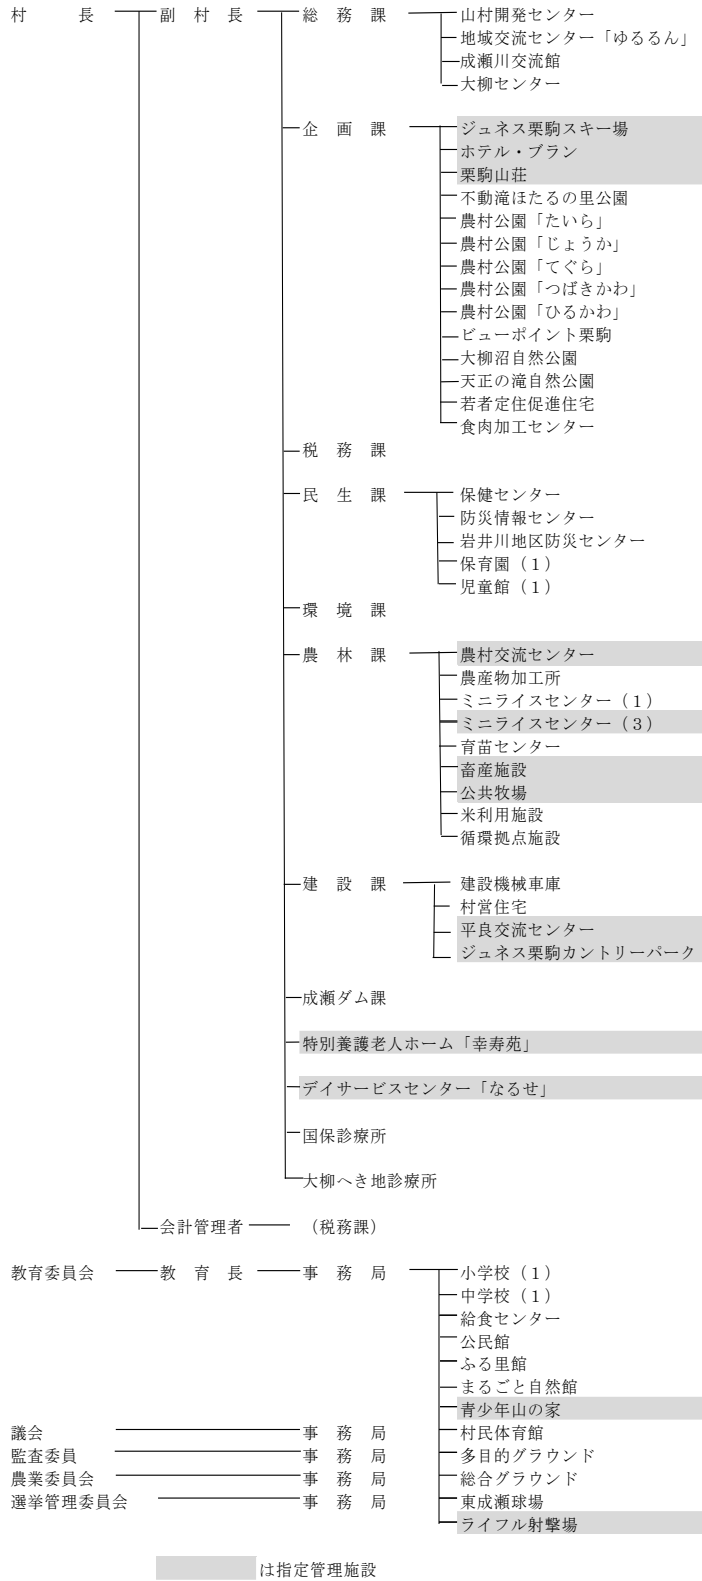 村長 副村長 総務課 山村開発センター
地域交流センター「ゆるるん」
成瀬川交流館
大柳センター
企画課 ジュネス栗駒スキー場
ホテル・ブラン
栗駒山荘
不動滝ほたるの里公園
農村公園「たいら」
農村公園「じょうか」
農村公園「てぐら」
農村公園「つばきかわ」
農村公園「ひるかわ」
ビューポイント栗駒
大柳沼自然公園
天正の滝自然公園
若者定住促進住宅
食肉加工センター
税務課
民生課 保健センター
防災情報センター
岩井川地区防災センター
保育園(1)
児童館(1)
環境課
農林課 農村交流センター
農産物加工所
ミニライスセンター(1)
ミニライスセンター(3)
育苗センター
畜産施設
公共牧場
米利用施設
循環拠点施設
建設課 建設機械車庫
村営住宅
平良交流センター
ジュネス栗駒カントリーパーク
成瀬ダム課
特別養護老人ホーム「幸寿苑」
デイサービスセンター「なるせ」
国保診療所
大柳へき地診療所
会計管理者 (税務課)
教育委員会 教育長 事務局 小学校(1)
中学校(1)
給食センター
公民館
ふる里館
まるごと自然館
青少年山の家
議会 事務局 村民体育館
監査委員 事務局 多目的グラウンド
農業委員会 事務局 総合グラウンド
選挙管理委員会 事務局 東成瀬球場
ライフル射撃場
は指定管理施設